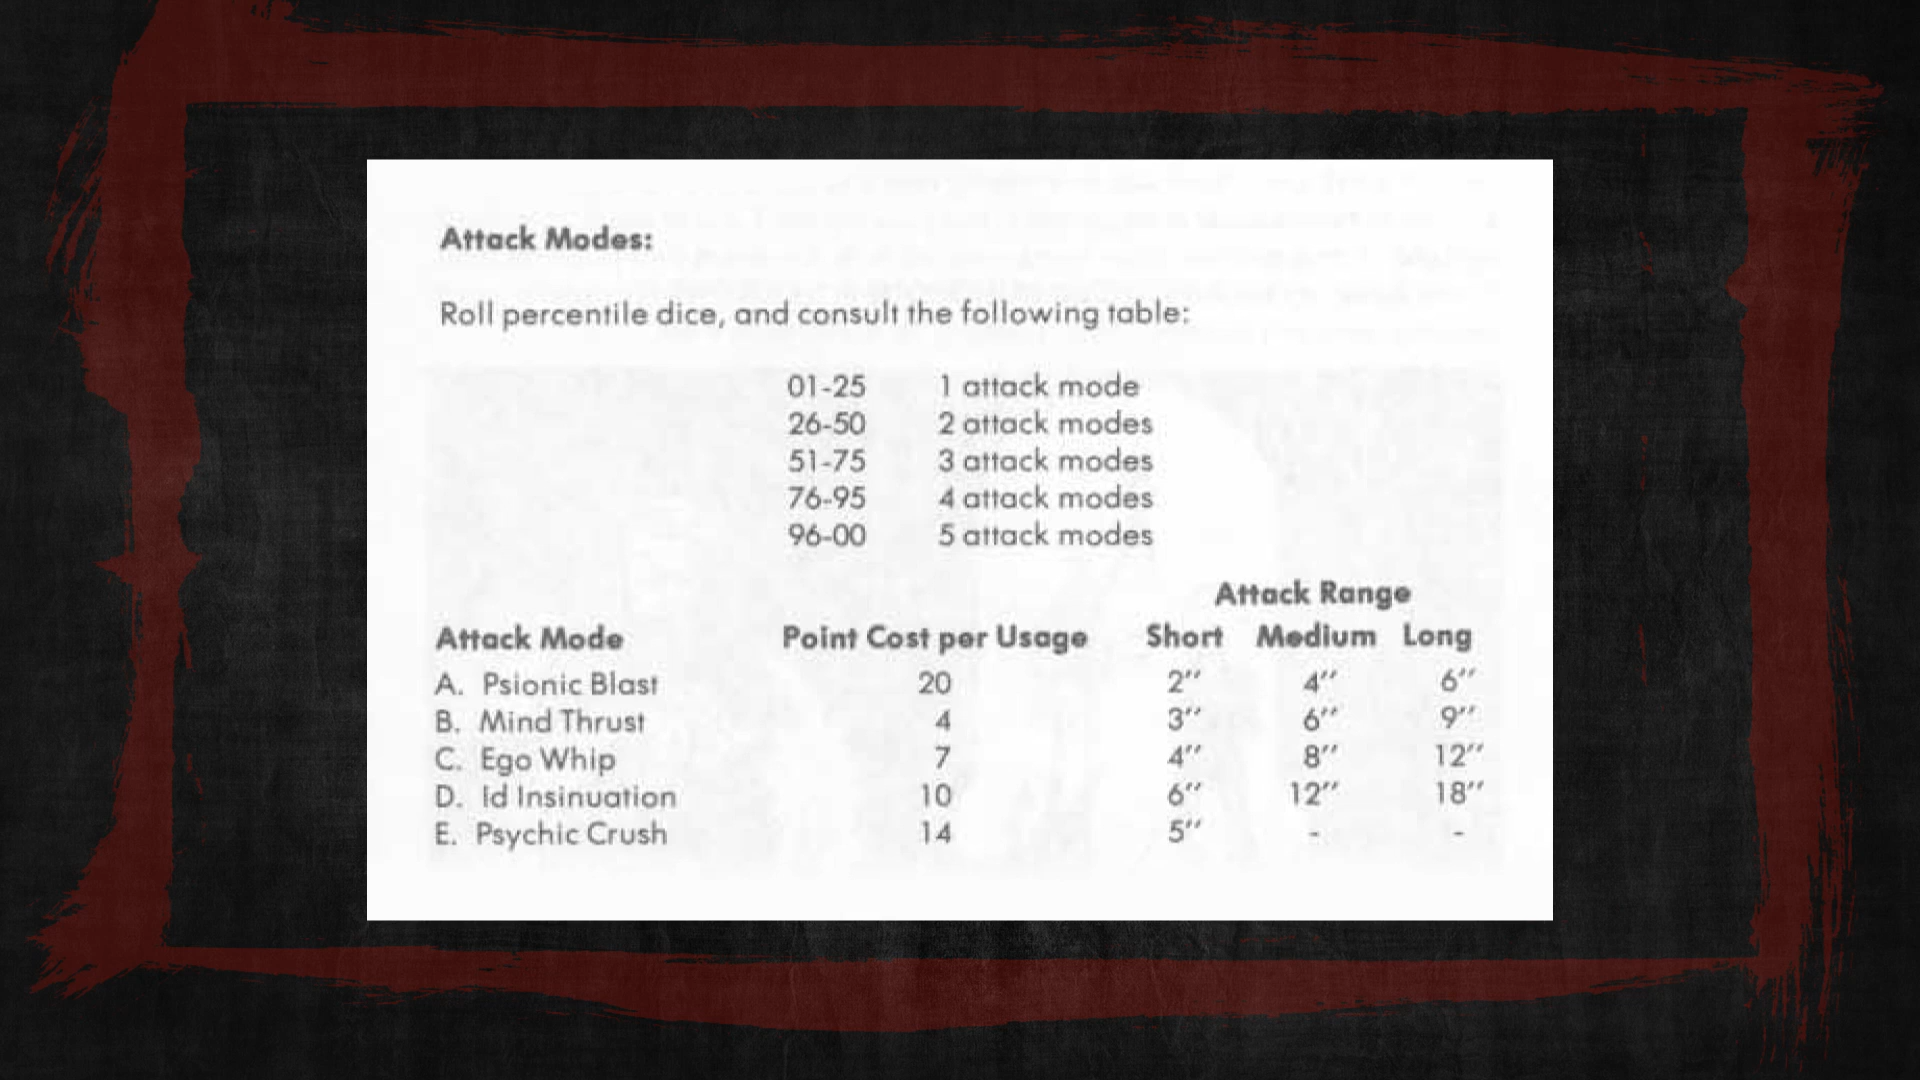 Attack Modes:
Roll percentile dice, and consult the following table:
01-25 1 attack mode
26-50 2 attack modes
51-75 3 attack modes
76-95 4 attack modes
96-00 5 attack modes
Attack Range
Attack Mode Point Cost per Usage Short Medium Long
A. Psionic Blast 20 2’’ 4’’ 6’’
B. Mind Thrust 4 3’’ 6’’ 9’’
C. Ego Whip 7 4’’ 8’’ 12’’
D. Id Insinuation 10 6’’ 12’’ 18’’
E. Psychic Crush 14 5’’ - -